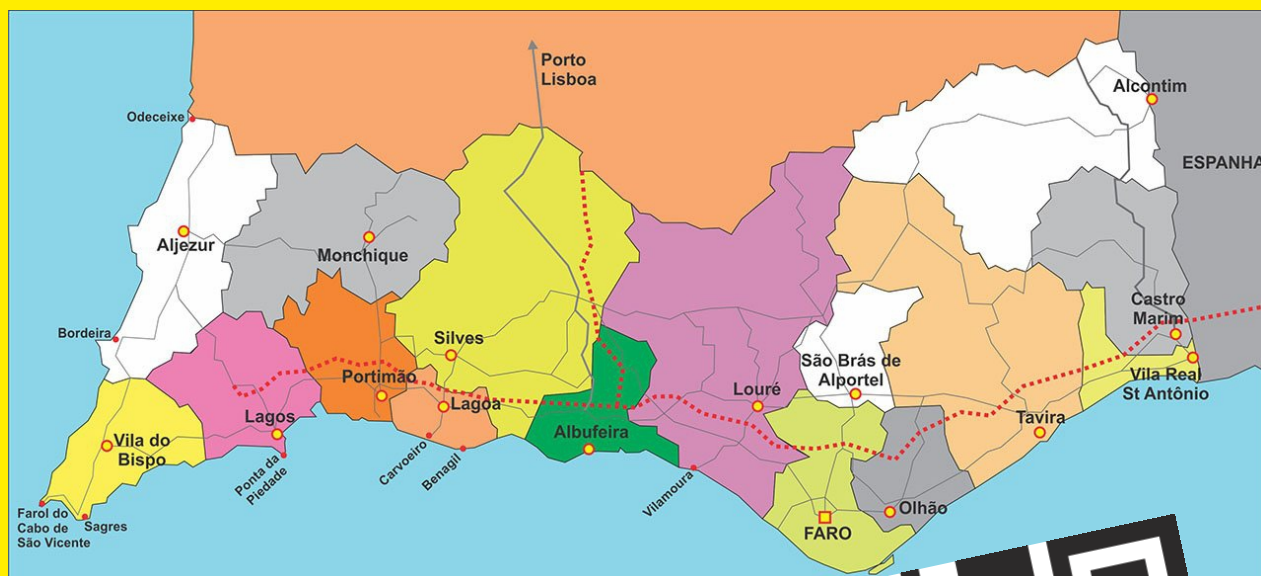 Porto
Lisboa
Alcontim
Odeceixe
ESPANHA
Aljezur
Monchique
Castro
Marim
Bordeira
Silves
São Brás de
Alportel
Portimão
Vila Real
St Antônio
Lagoa
Louré
Lagos
Tavira
Vila do
Bispo
Albufeira
Carvoeiro
Benagil
Ponta da
Piedade
Vilamoura
Farol do
Cabo de
São Vicente
Sagres
Olhão
FARO